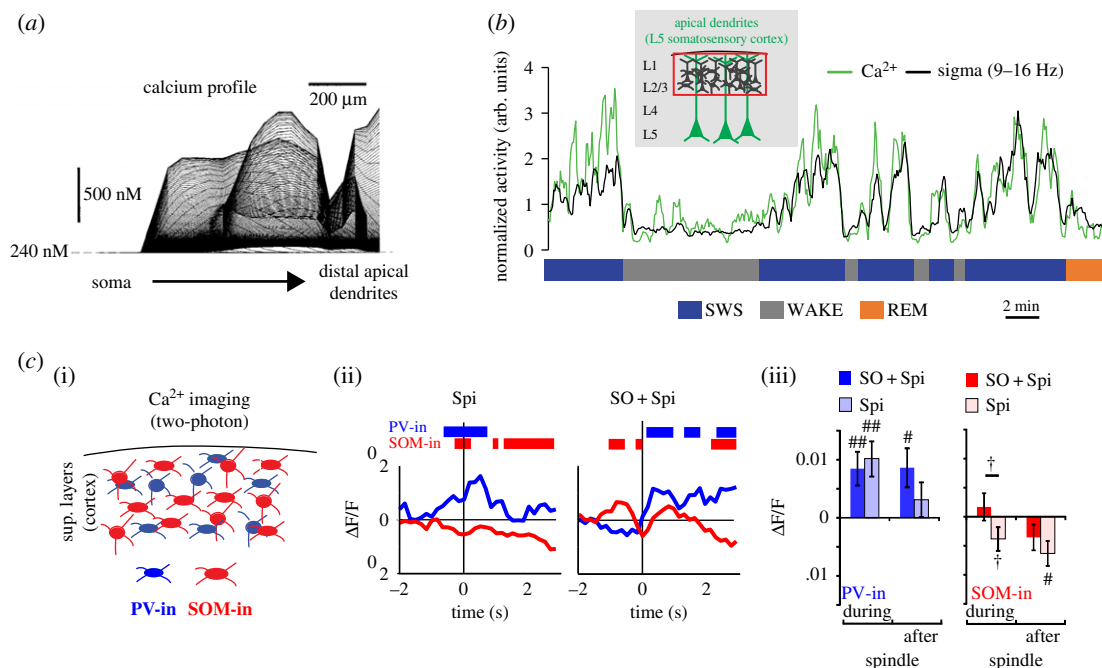 (a)
calcium profile
200 µm
500 nM
240 nM
soma
distal apical
dendrites
(b)
apical dendrites
(L5 somatosensory cortex)
L1
L2/3
L4
L5
Ca2+
sigma (9–16 Hz)
normalized activity (arb. units)
4
3
2
1
0
SWS
WAKE
REM
2 min
(c)
(i)
Ca2+ imaging
(two-photon)
sup. layers
(cortex)
PV-in
SOM-in
(ii)
Spi
SO + Spi
PV-in
SOM-in
0
2
0
0
2
ΔF/F
−2
0
2
−2
0
2
time (s)
time (s)
(iii)
SO + Spi
Spi
SO + Spi
Spi
##
##
#
†
†
#
0.01
0
.01
ΔF/F
PV-in
SOM-in
during
during
after
after
spindle
spindle